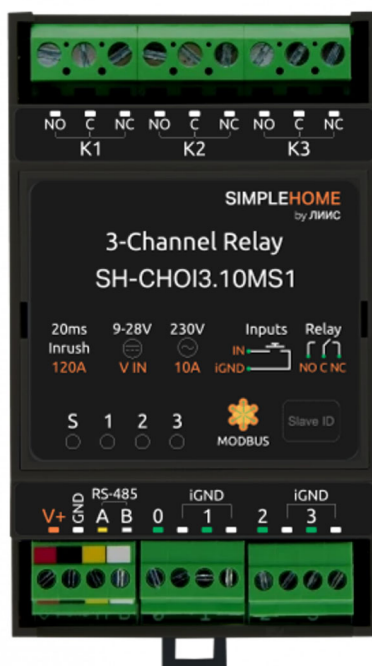 NO C NC NO C NC NO C NC
K1 K2 K3
SIMPLEHOME
by ЛИИС
3-Channel Relay
SH-CHOI3.10MS1
20ms 9-28V 230V Inputs Relay
Inrush IN
120A V IN 10A iGND NO C NC
S 1 2 3
MODBUS
Slave ID
RS-485 iGND iGND
V+ GND A B 0 1 2 3